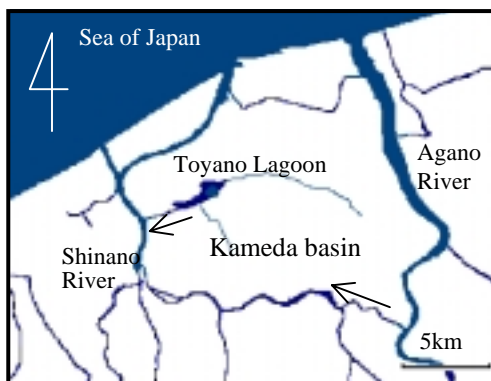 Sea of Japan
Toyano Lagoon
Agano
River
Kameda basin
Shinano
River
5km